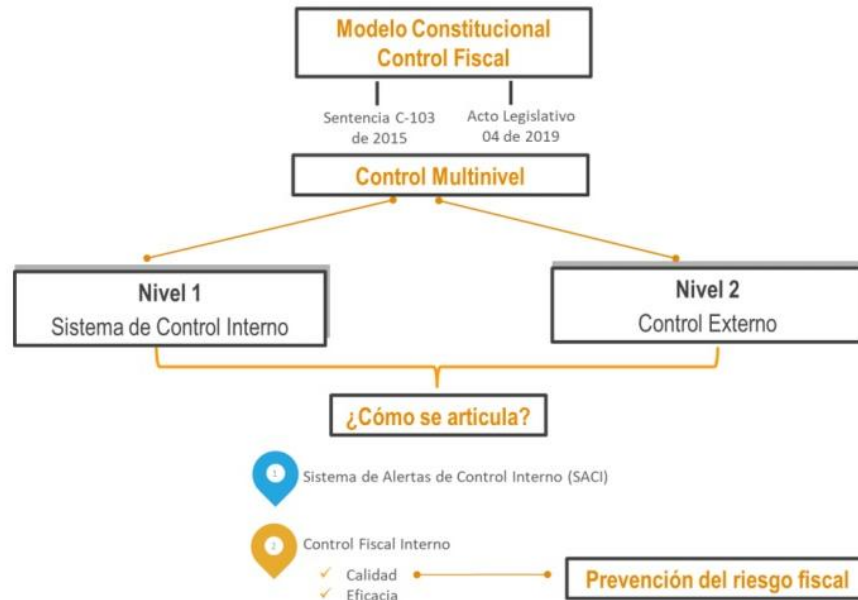 Modelo Constitucional
Control Fiscal
Sentencia C-103
de 2015
Acto Legislativo
04 de 2019
Control Multinivel
Nivel 1
Sistema de Control Interno
Nivel 2
Control Externo
¿Cómo se articula?
1
Sistema de Alertas de Control Interno (SACI)
2
Control Fiscal Interno
✓ Calidad
✓ Eficacia
Prevención del riesgo fiscal